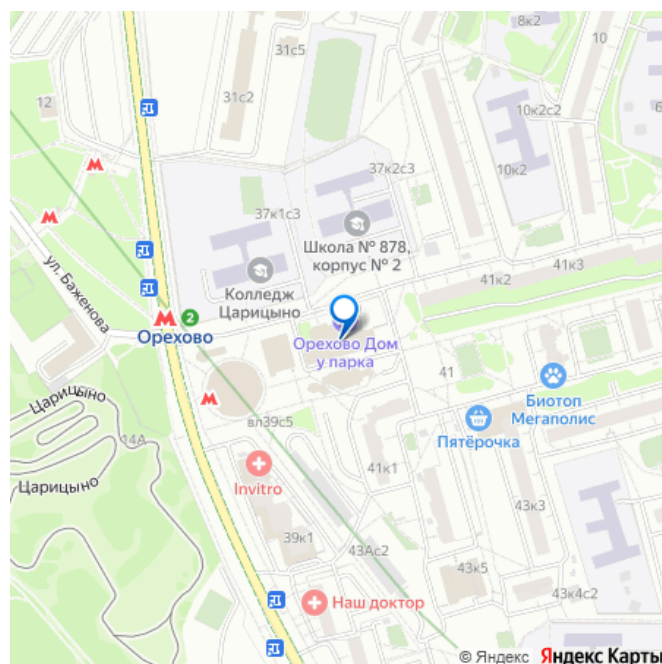 8к2
10
31с5
31с2
12
10к2с2
6
37к2с3
10к2
37к1с3
Школа № 878,
корпус № 2
ул. Баженова
41к3
41к2
Колледж
Царицыно
2
Орехово
Орехово Дом
у парка
41
Биотоп
Мегаполис
Царицыно
14А
вл39с5
Пятёрочка
Царицыно
41к1
Invitro
43к3
39к1
43Ас2
43к5
43к4с2
Наш доктор
© Яндекс Яндекс Карты